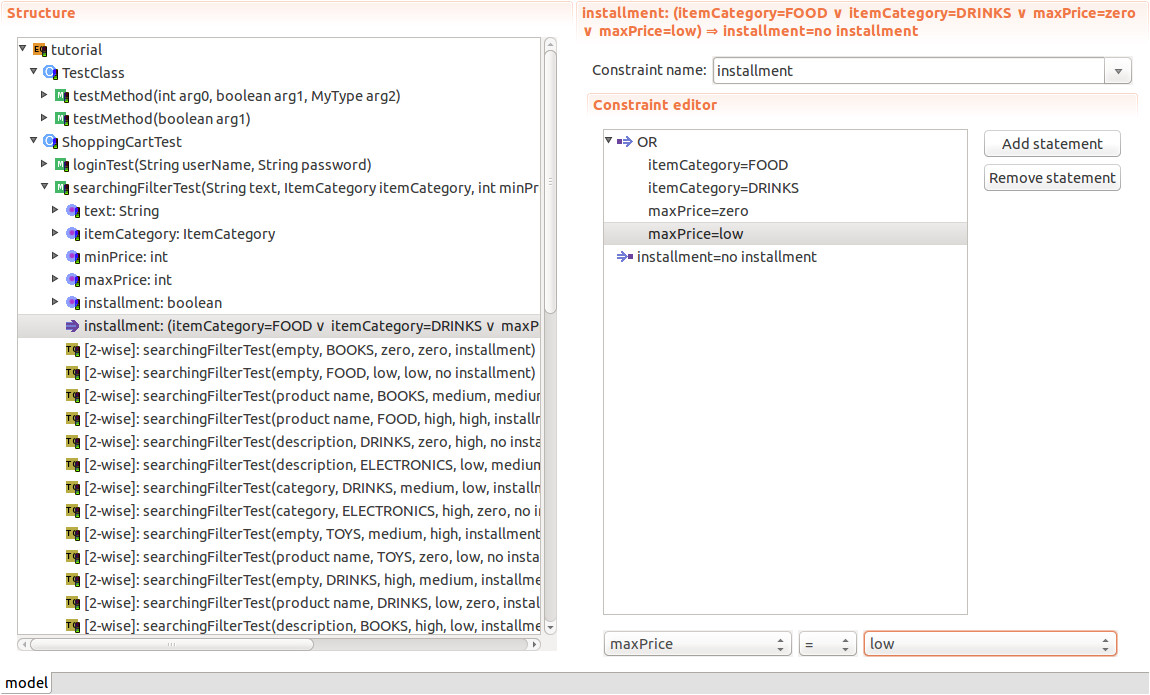 Structure
tutorial
TestClass
testMethod(int arg0, boolean arg1, MyType arg2)
testMethod(boolean arg1)
ShoppingCartTest
loginTest(String userName, String password)
searchingFilterTest(String text, ItemCategory itemCategory, int minPr
text: String
itemCategory: ItemCategory
minPrice: int
maxPrice: int
installment: boolean
installment: (itemCategory=FOOD ∨ itemCategory=DRINKS ∨ maxP
[2-wise]: searchingFilterTest(empty, BOOKS, zero, zero, installment)
[2-wise]: searchingFilterTest(empty, FOOD, low, low, no installment)
[2-wise]: searchingFilterTest(product name, BOOKS, medium, mediur
[2-wise]: searchingFilterTest(product name, FOOD, high, high, installn
[2-wise]: searchingFilterTest(description, DRINKS, zero, high, no insta
[2-wise]: searchingFilterTest(description, ELECTRONICS, low, medium
[2-wise]: searchingFilterTest(category, DRINKS, medium, low, installn
[2-wise]: searchingFilterTest(category, ELECTRONICS, high, zero, no i
[2-wise]: searchingFilterTest(empty, TOYS, medium, high, installment
[2-wise]: searchingFilterTest(product name, TOYS, zero, low, no insta
[2-wise]: searchingFilterTest(empty, DRINKS, high, medium, installme
[2-wise]: searchingFilterTest(product name, DRINKS, low, zero, instal
[2-wise]: searchingFilterTest(description, BOOKS, high, low, installme
model
installment: (itemCategory=FOOD ∨ itemCategory=DRINKS ∨ maxPrice=zero
∨ maxPrice=low) ⇒ installment=no installment
Constraint name: installment
Constraint editor
OR
itemCategory=FOOD
itemCategory=DRINKS
maxPrice=zero
maxPrice=low
installment=no installment
Add statement
Remove statement
maxPrice = low